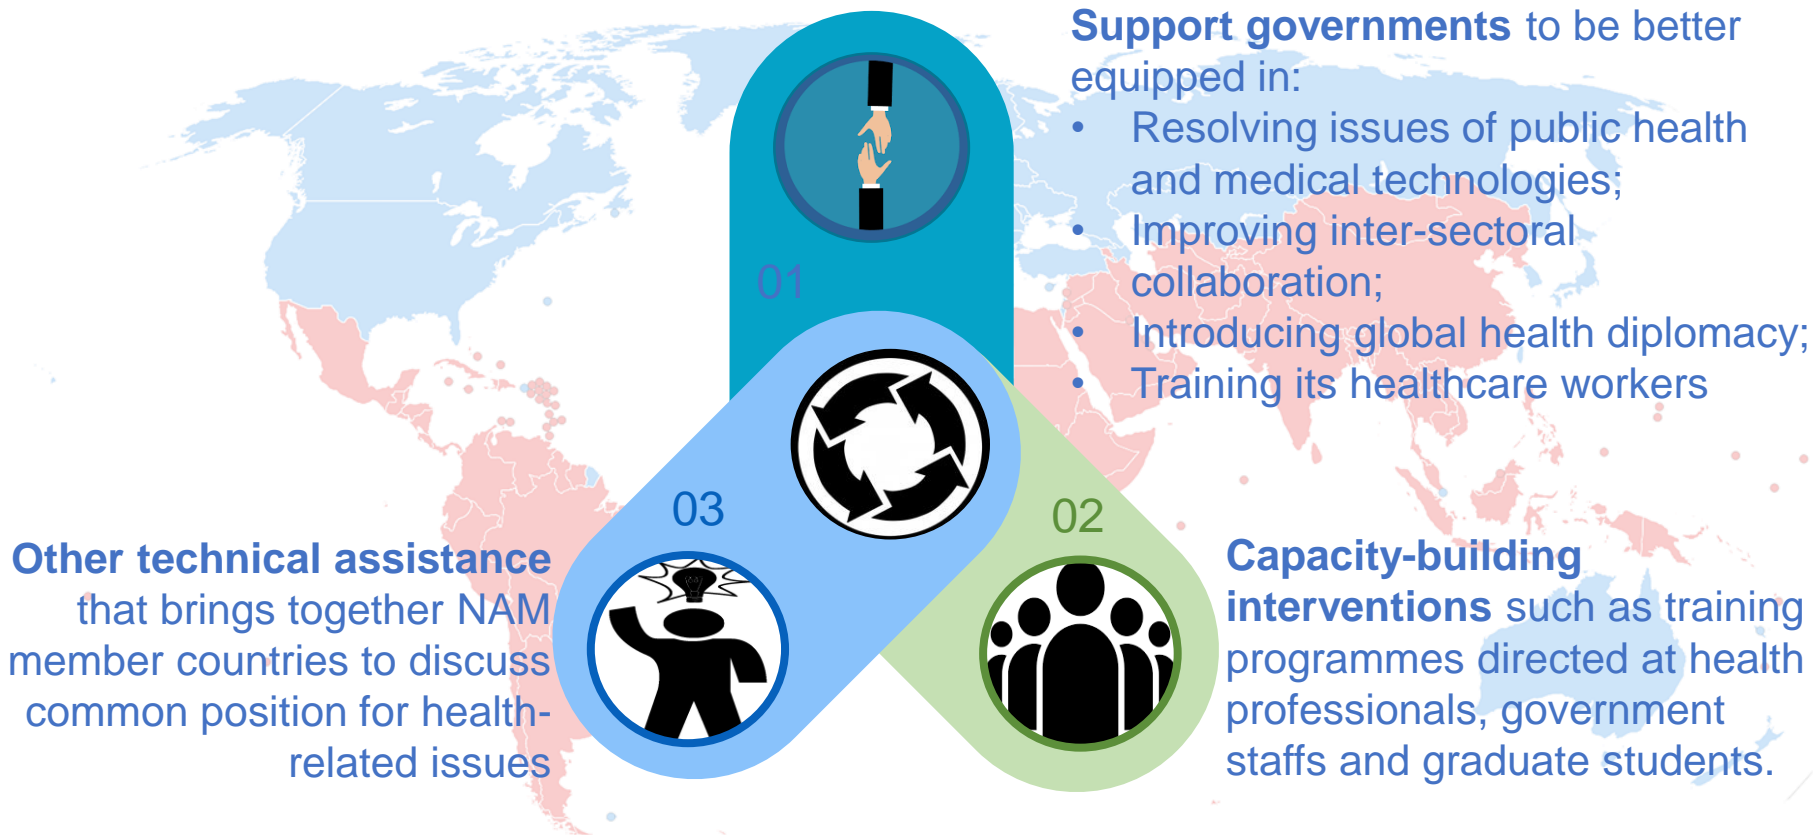 Support governments to be better
equipped in:
• Resolving issues of public health
and medical technologies;
• Improving inter-sectoral
collaboration;
• Introducing global health diplomacy;
• Training its healthcare workers
01
02
Capacity-building
interventions such as training
programmes directed at health
professionals, government
staffs and graduate students.
03
Other technical assistance
that brings together NAM
member countries to discuss
common position for health-
related issues